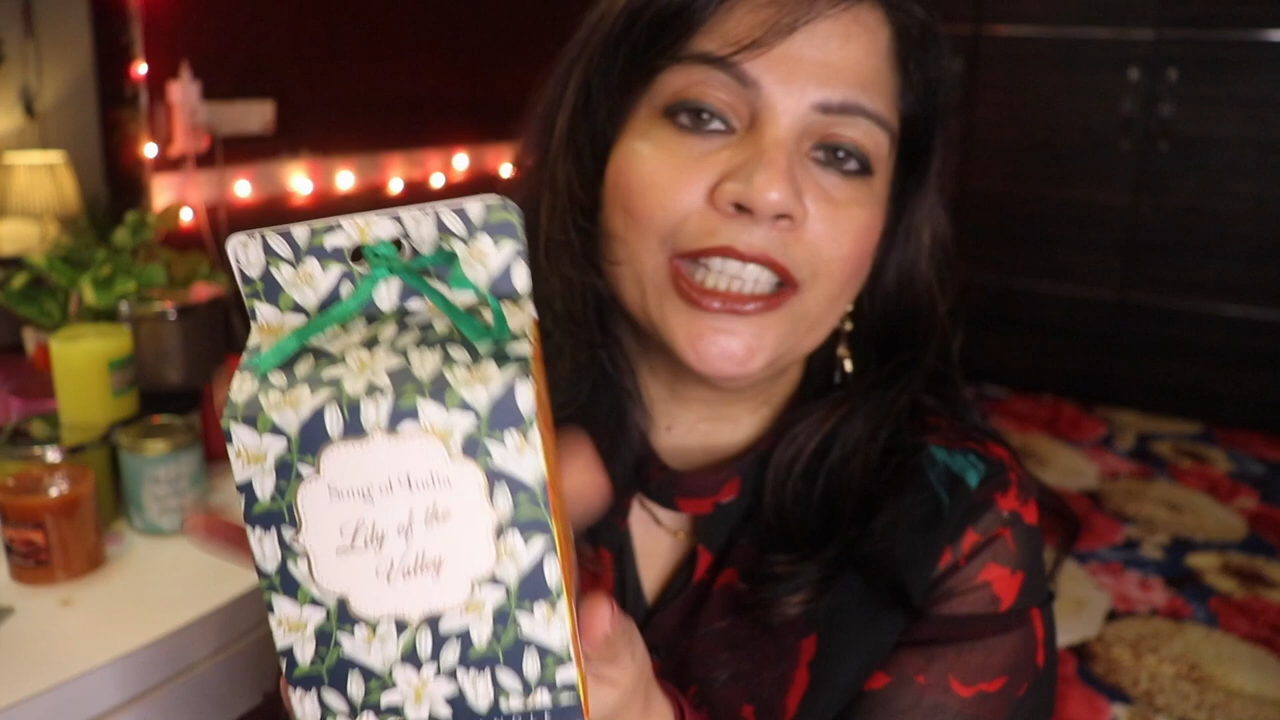 Song of India
Lily of the
Valley